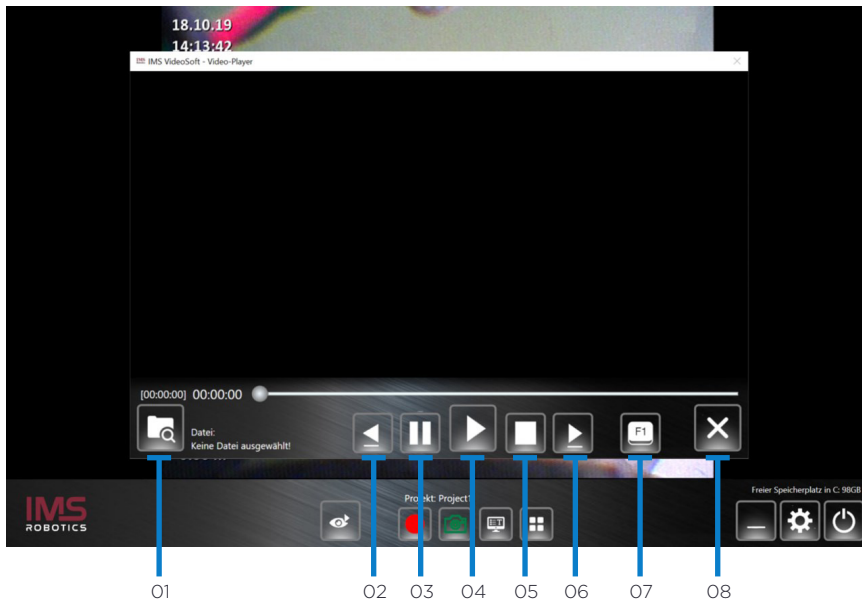 18.10.19
14:13:42
IMS VideoSoft - Video-Player
[00:00:00] 00:00:00
Datei:
Keine Datei ausgewählt!
F1
Freier Speicherplatz in C: 98GB
Projekt: Project1
IMS
ROBOTICS
01 02 03 04 05 06 07 08